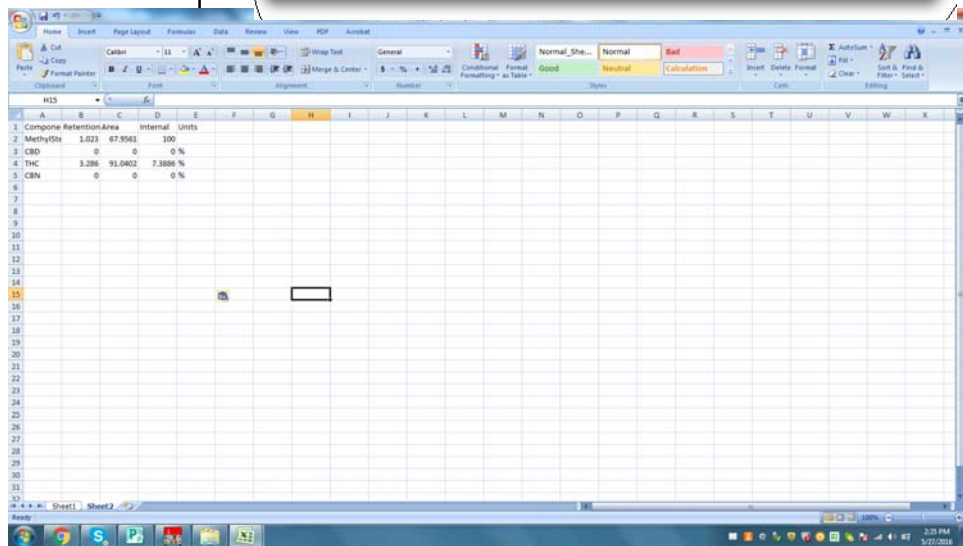 Home Insert Page Layout Formulas Data Review View PDF Acrobat
Paste
Cut
Copy
Format Painter
Clipboard
Calibri 11
B I U
Font
Wrap Text
Merge & Center
Alignment
General
$ % ,
Number
Conditional Formatting
Format as Table
Normal_She... Normal Bad
Good Neutral Calculation
Styles
Insert Delete Format
Cells
AutoSum
Fill
Clear
Sort & Filter
Find & Select
Editing
H15 fx
A B C D E F G H I J K L M N O P Q R S T U V W X
1 Compone Retention Area Internal Units
2 MethylSte 1.023 67.9561 100
3 CBD 0 0 0 %
4 THC 3.286 91.0402 7.3886 %
5 CBN 0 0 0 %
6
7
8
9
10
11
12
13
14
15
16
17
18
19
20
21
22
23
24
25
26
27
28
29
30
31
32
Sheet1 Sheet2
Ready 100%
2:35 PM
5/27/2016